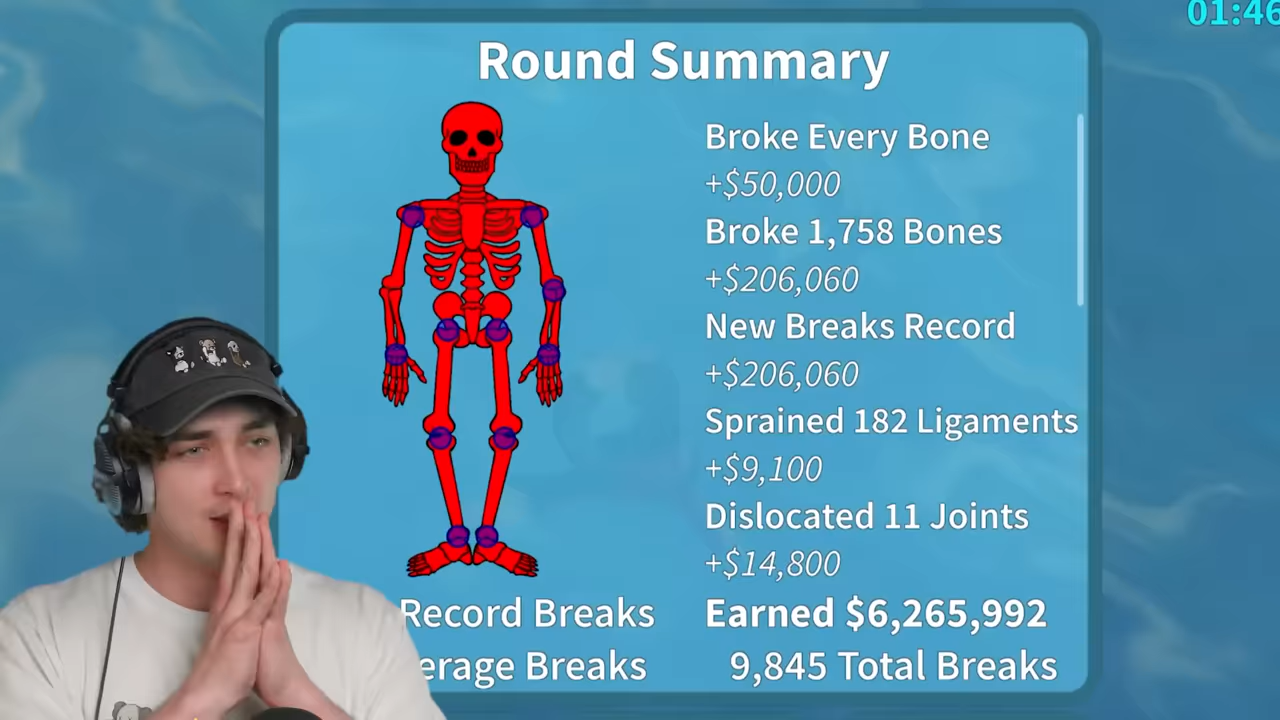 01:46
Round Summary
Broke Every Bone
+$50,000
Broke 1,758 Bones
+$206,060
New Breaks Record
+$206,060
Sprained 182 Ligaments
+$9,100
Dislocated 11 Joints
+$14,800
Record Breaks
Earned $6,265,992
erage Breaks
9,845 Total Breaks